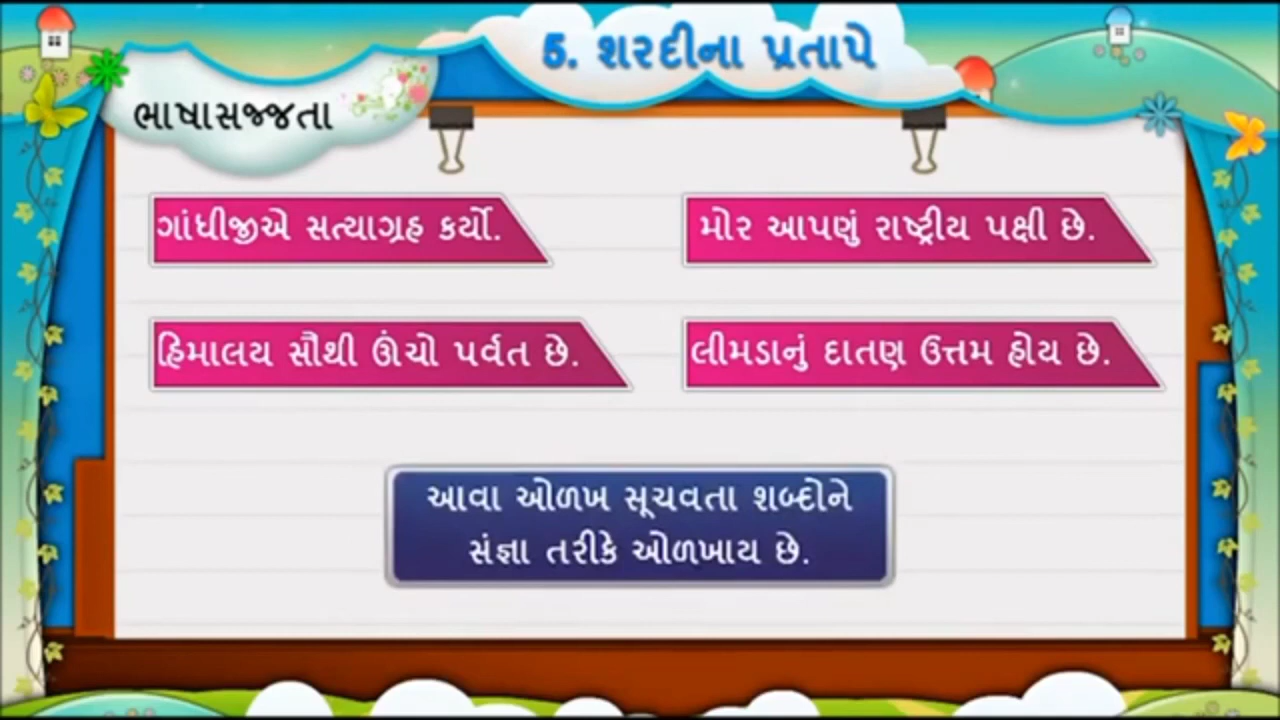 5. શરદીના પ્રતાપે
ભાષાસજ્જતા
ગાંધીજીએ સત્યાગ્રહ કર્યો.
મોર આપણું રાષ્ટ્રીય પક્ષી છે.
હિમાલય સૌથી ઊંચો પર્વત છે.
લીમડાનું દાતણ ઉત્તમ હોય છે.
આવા ઓળખ સૂચવતા શબ્દોને
સંજ્ઞા તરીકે ઓળખાય છે.